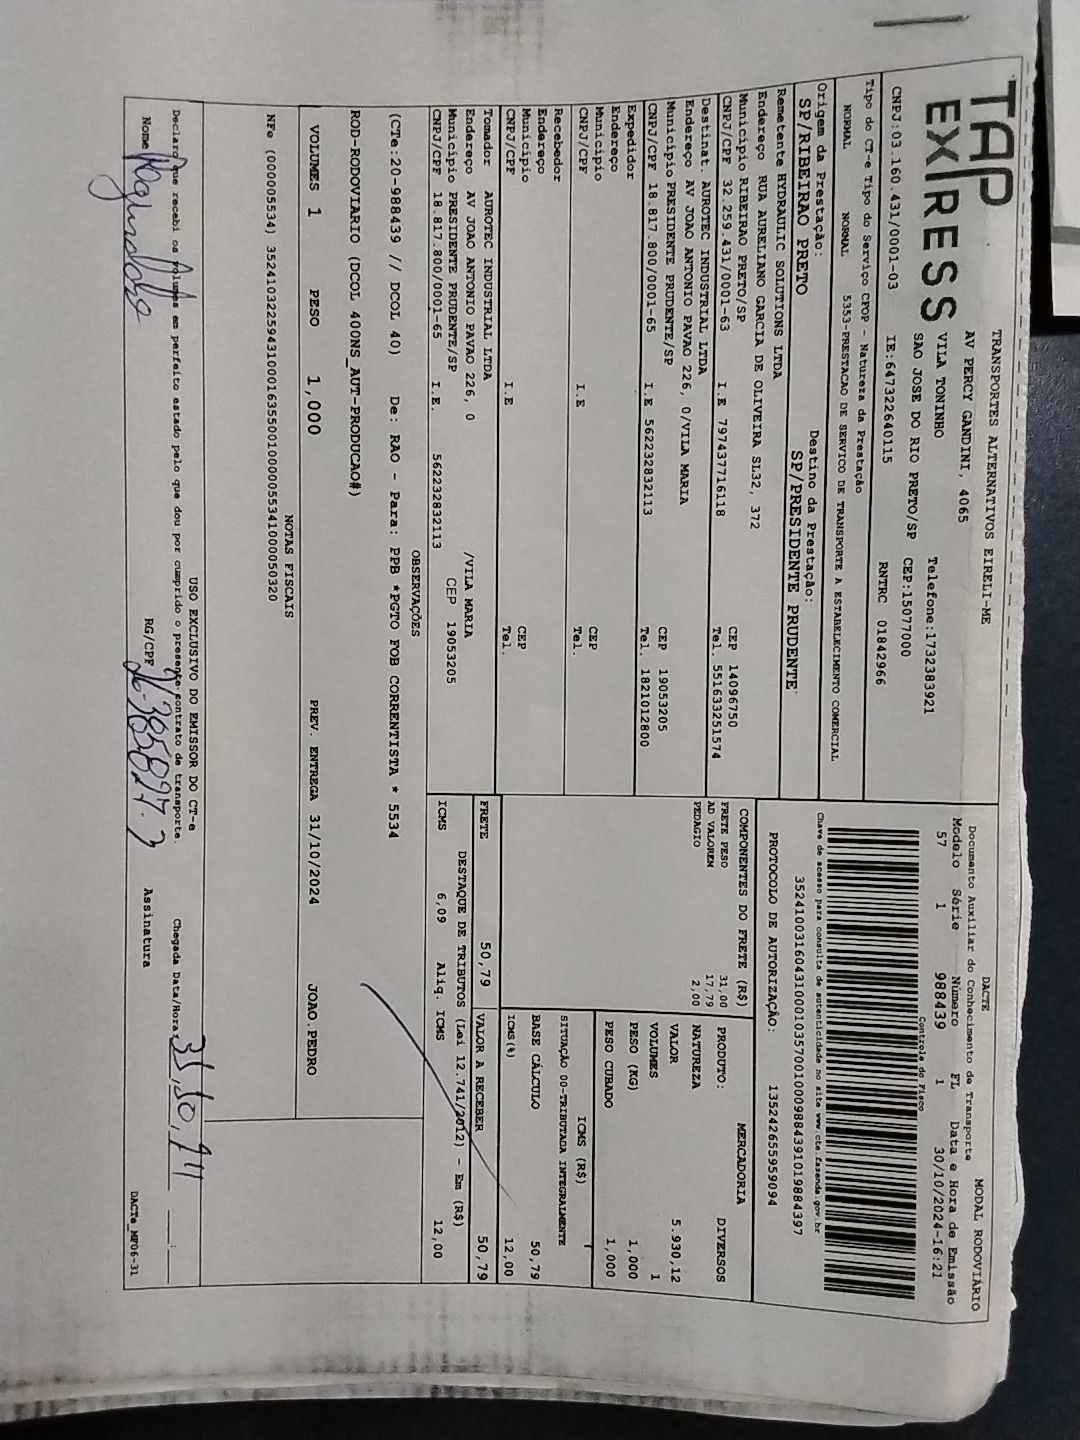 TAP
EXPRESS
TRANSPORTES ALTERNATIVOS EIRELI-ME
AV PERCY GANDINI, 4065
VILA TONINHO Telefone:1732383921
SAO JOSE DO RIO PRETO/SP CEP:15077000
CNPJ:03.160.431/0001-03 IE:647322640115 RNTRC 01842966
Tipo do CT-e Tipo do Serviço CFOP - Natureza da Prestação
NORMAL NORMAL 5353-PRESTACAO DE SERVICO DE TRANSPORTE A ESTABELECIMENTO COMERCIAL
Origem da Prestação: Destino da Prestação:
SP/RIBEIRAO PRETO SP/PRESIDENTE PRUDENTE
Remetente HYDRAULIC SOLUTIONS LTDA
Endereço RUA AURELIANO GARCIA DE OLIVEIRA SL32, 372
Município RIBEIRAO PRETO/SP CEP 14096750
CNPJ/CPF 32.259.431/0001-63 I.E 797437716118 Tel. 551633251574
Destinat. AUROTEC INDUSTRIAL LTDA
Endereço AV JOAO ANTONIO PAVAO 226, 0/VILA MARIA
Município PRESIDENTE PRUDENTE/SP CEP 19053205
CNPJ/CPF 18.817.800/0001-65 I.E 562232832113 Tel. 1821012800
Expedidor
Endereço
Município CEP
CNPJ/CPF I.E Tel.
Recebedor
Endereço
Município CEP
CNPJ/CPF I.E Tel.
Tomador AUROTEC INDUSTRIAL LTDA
Endereço AV JOAO ANTONIO PAVAO 226, 0 /VILA MARIA
Município PRESIDENTE PRUDENTE/SP CEP 19053205
CNPJ/CPF 18.817.800/0001-65 I.E. 562232832113
DACTE MODAL RODOVIÁRIO
Documento Auxiliar do Conhecimento de Transporte
Modelo Série Número FL Data e Hora de Emissão
57 1 988439 1 30/10/2024-16:21
Controle do Fisco
Chave de acesso para consulta de autenticidade no site www.cte.fazenda.gov.br
PROTOCOLO DE AUTORIZAÇÃO: 135242655959094
COMPONENTES DO FRETE (R$)
FRETE PESO 31,00
AD VALOREM 17,79
PEDAGIO 2,00
MERCADORIA
PRODUTO: DIVERSOS
NATUREZA
VALOR 5.930,12
VOLUMES 1
PESO (KG) 1,000
PESO CUBADO 1,000
ICMS (R$)
SITUAÇÃO 00-TRIBUTADA INTEGRALMENTE
BASE CÁLCULO 50,79
ICMS(%) 12,00
FRETE 50,79 VALOR A RECEBER 50,79
DESTAQUE DE TRIBUTOS (Lei 12.741/2012) - Em (R$)
ICMS 6,09 Aliq. ICMS 12,00
OBSERVAÇÕES
(CTe:20-988439 // DCOL 40) De: RAO - Para: PPB *PGTO FOB CORRENTISTA * 5534
ROD-RODOVIARIO (DCOL 400NS_AUT-PRODUCAO#)
VOLUMES 1 PESO 1,000 PREV. ENTREGA 31/10/2024 JOAO.PEDRO
NOTAS FISCAIS
NFe (000005534) 35241032259431000163550010000055341000050320
USO EXCLUSIVO DO EMISSOR DO CT-e
Declaro que recebi os volumes em perfeito estado pelo que dou por cumprido o presente contrato de transporte. Chegada Data/Hora
Nome RG/CPF Assinatura
DACTe_MF06-31